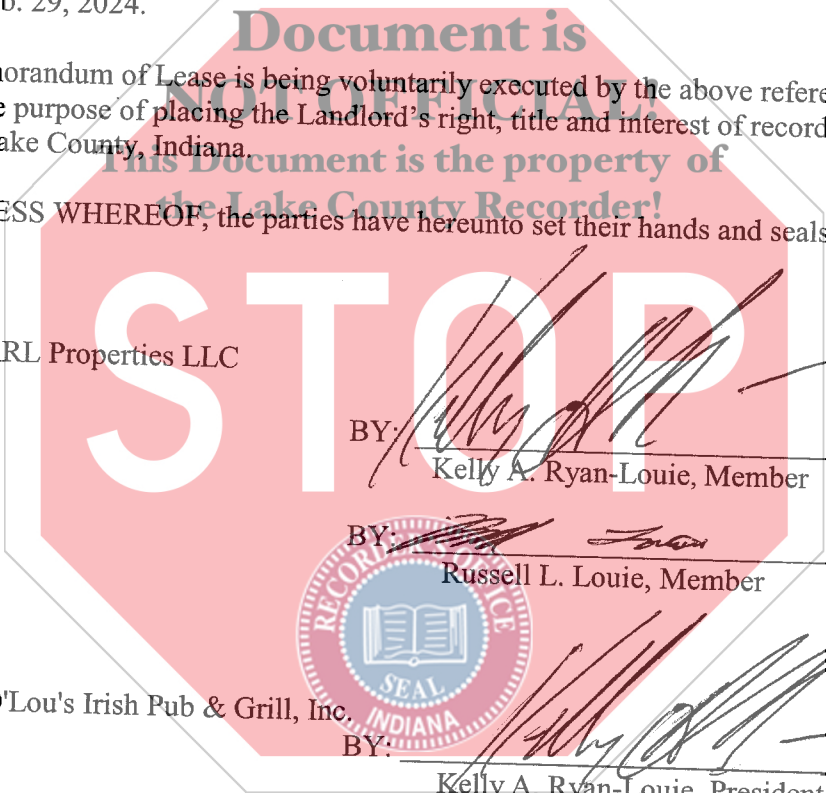 b. 29, 2024.
Document is
NOT OFFICIAL!
This Document is the property of
the Lake County Recorder!
STOP
orandum of Lease is being voluntarily executed by the above refere
e purpose of placing the Landlord's right, title and interest of record
ake County, Indiana.
ESS WHEREOF, the parties have hereunto set their hands and seals
RL Properties LLC
BY:
Kelly A. Ryan-Louie, Member
BY:
Russell L. Louie, Member
RECORDER'S OFFICE
SEAL
INDIANA
'Lou's Irish Pub & Grill, Inc.
BY:
Kelly A. Ryan-Louie, President